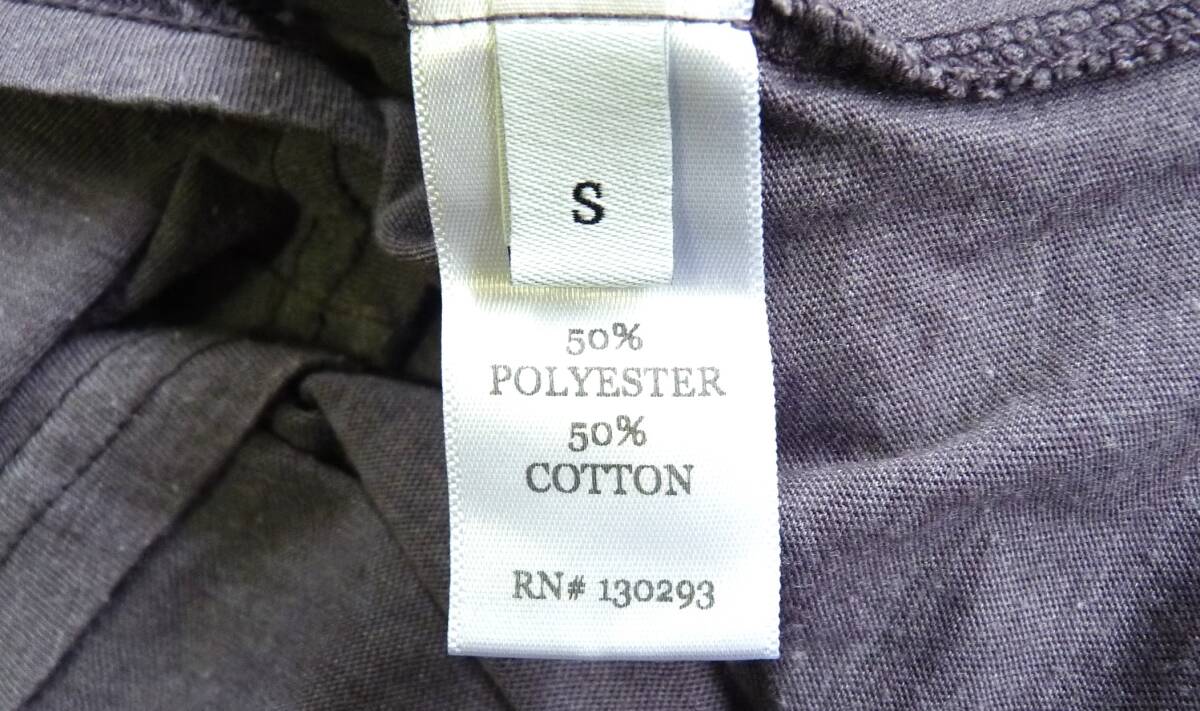 S
50%
POLYESTER
50%
COTTON
RN# 130293